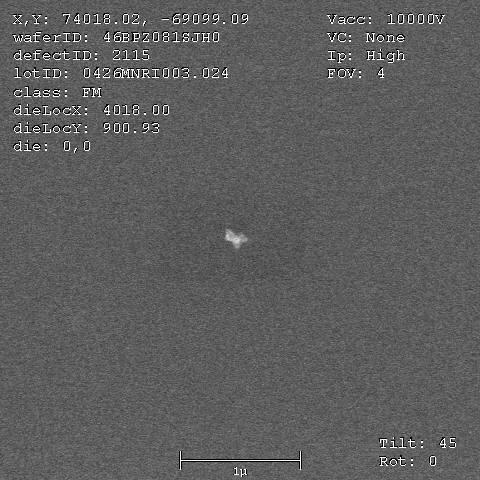 X,Y: 74018.02, -69099.09
waferID: 46BPZ081SJH0
defectID: 2115
lotID: 0426MNRI003.024
class: FM
dieLocX: 4018.00
dieLocY: 900.93
die: 0,0
Vacc: 10000V
VC: None
Ip: High
FOV: 4
Tilt: 45
Rot: 0
1µ